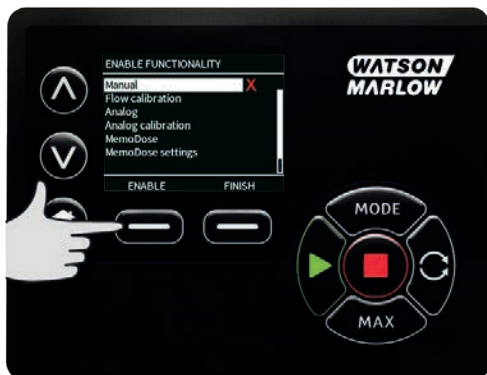 ENABLE FUNCTIONALITY
Manual X
Flow calibration
Analog
Analog calibration
MemoDose
MemoDose settings
ENABLE FINISH
WATSON
MARLOW
MODE
MAX